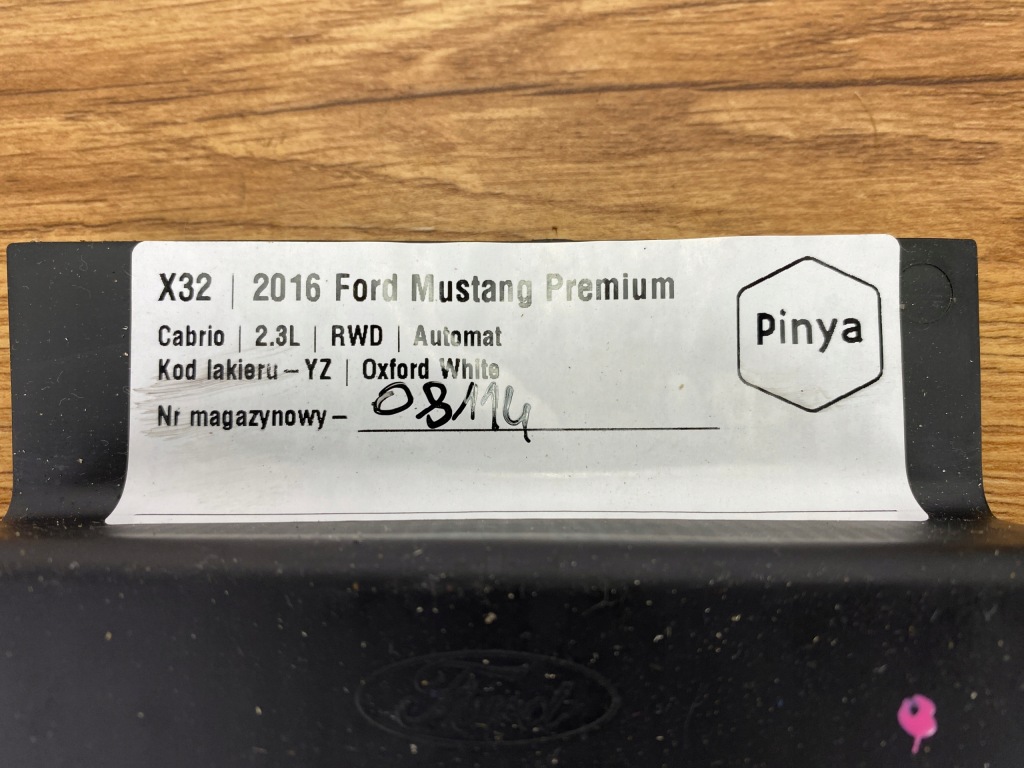 X32 | 2016 Ford Mustang Premium
Cabrio | 2.3L | RWD | Automat
Kod lakieru – YZ | Oxford White
Nr magazynowy – 08114
Pinya
Ford